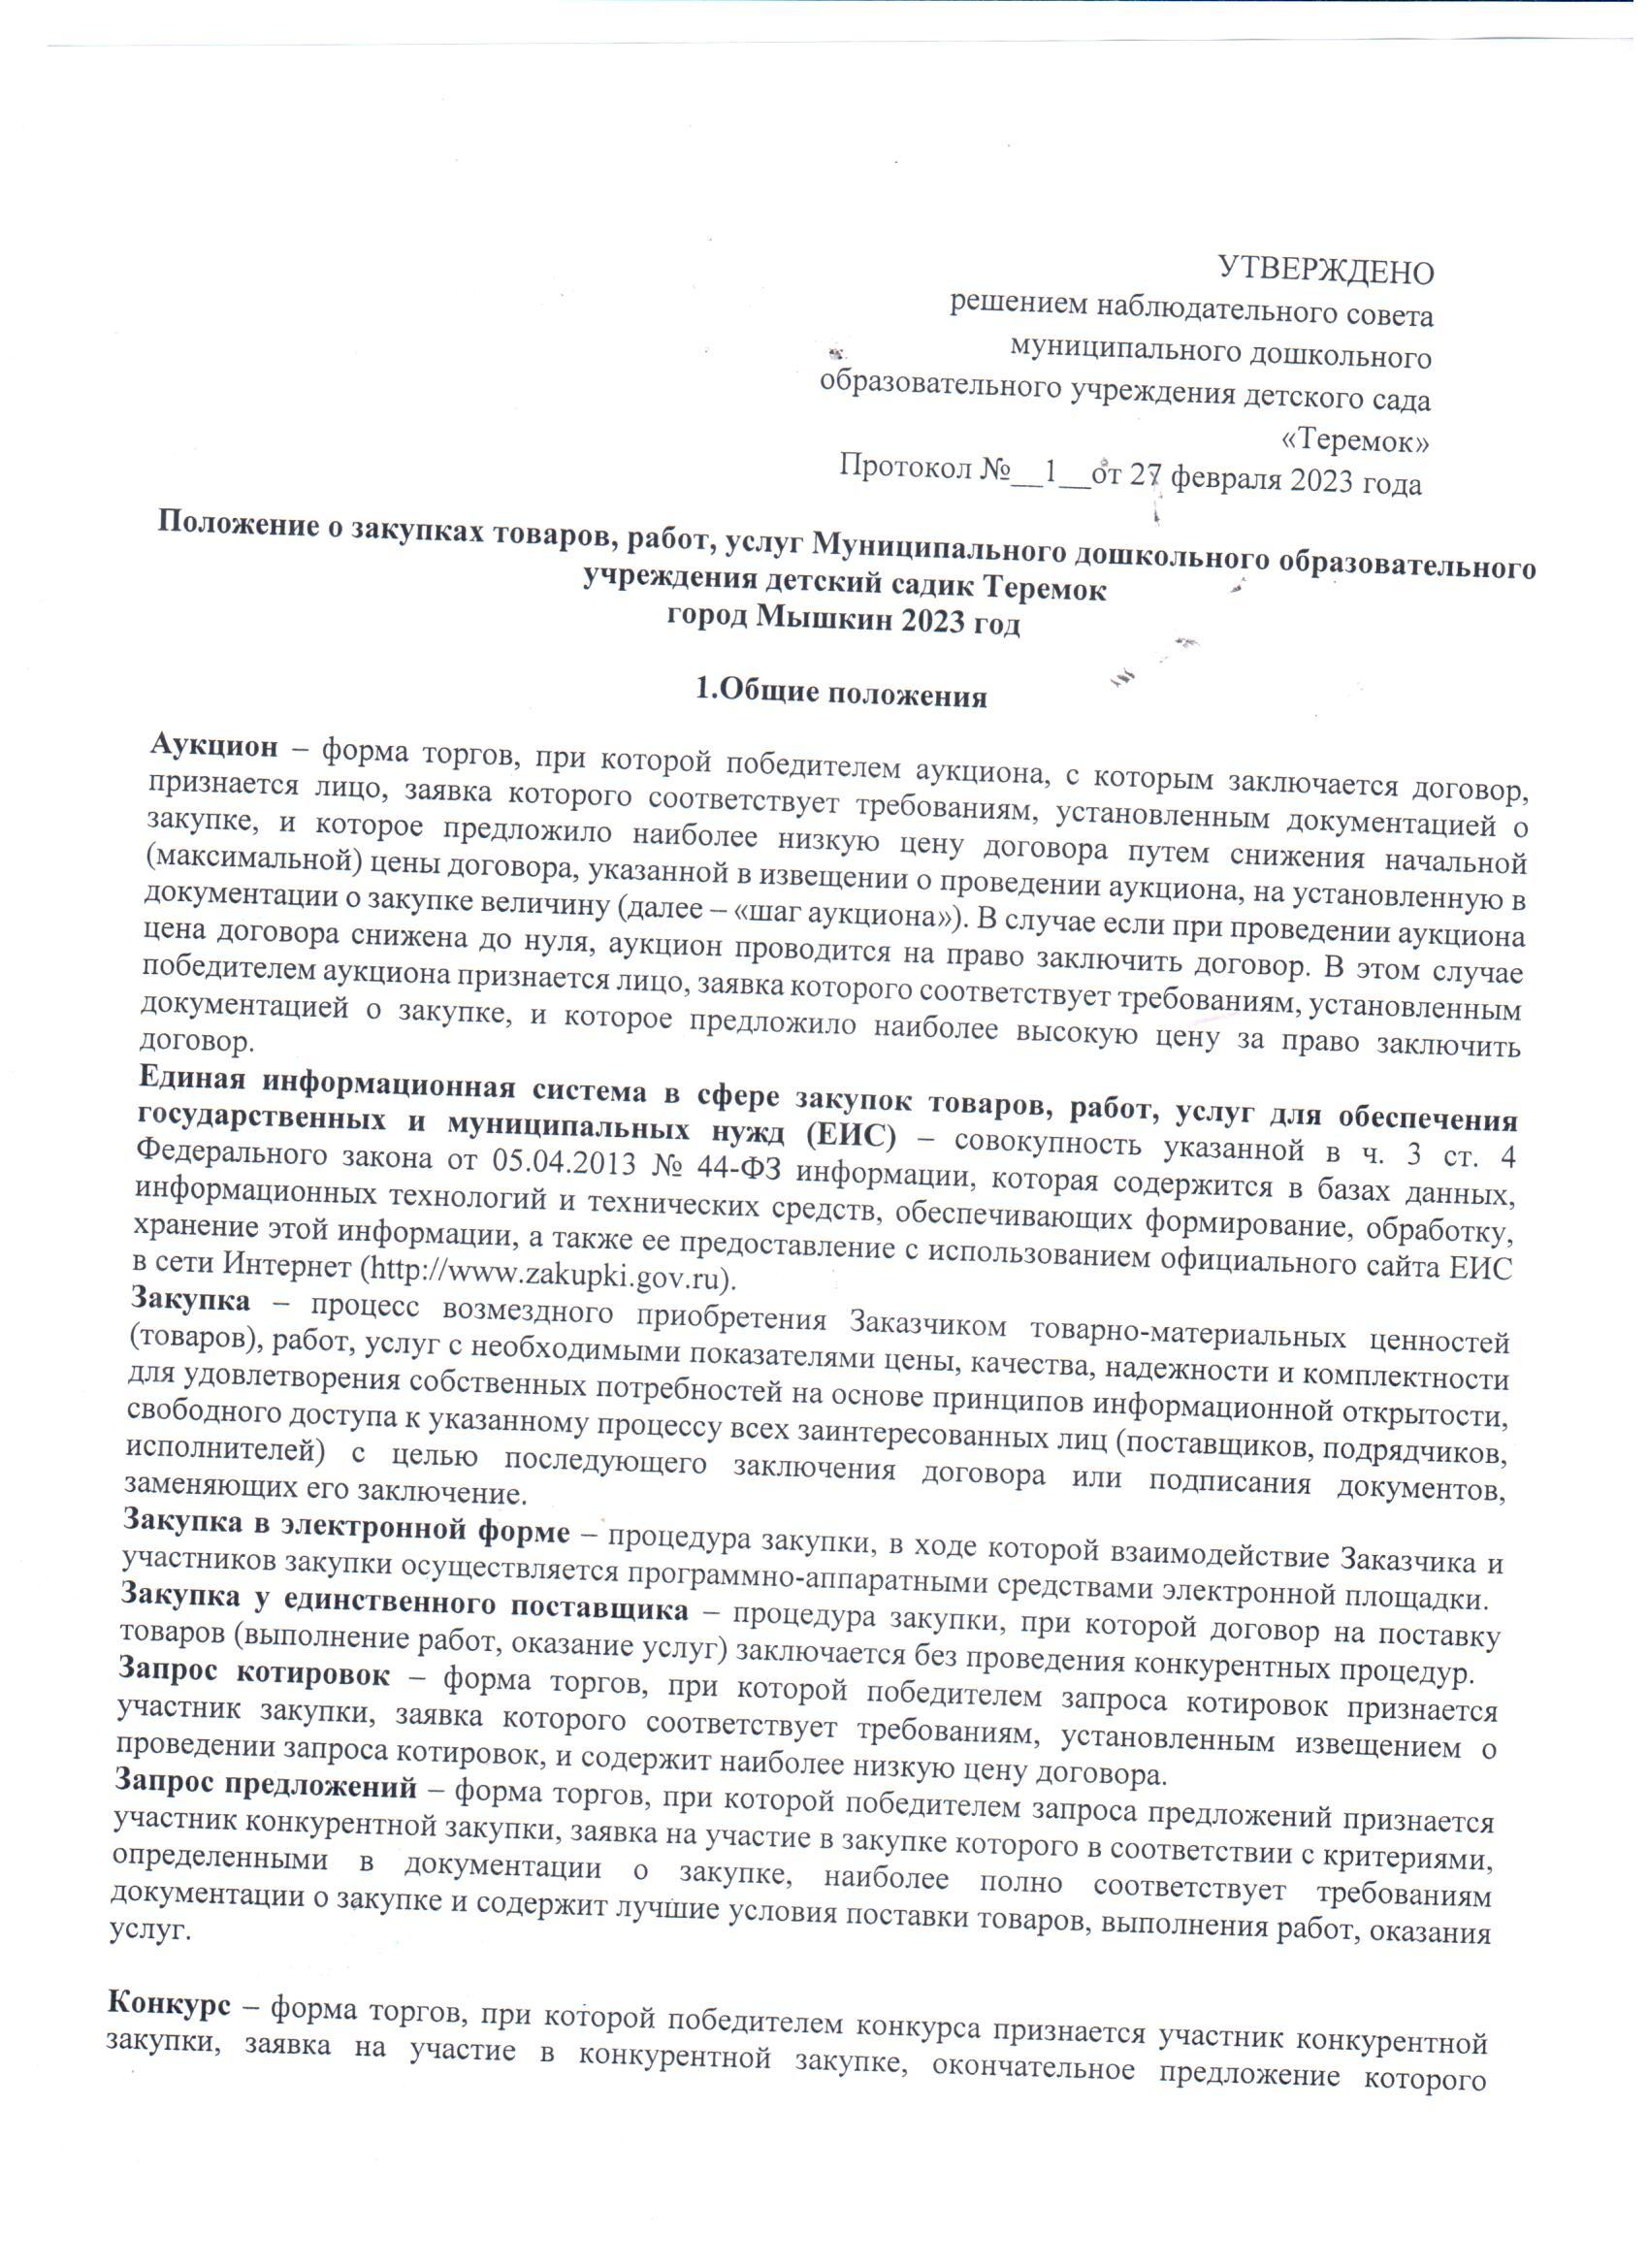 УТВЕРЖДЕНО
решением наблюдательного совета
муниципального дошкольного
образовательного учреждения детского сада
«Теремок»
Протокол №__1__от 27 февраля 2023 года
Положение о закупках товаров, работ, услуг Муниципального дошкольного образовательного
учреждения детский садик Теремок
город Мышкин 2023 год
1.Общие положения
Аукцион – форма торгов, при которой победителем аукциона, с которым заключается договор,
признается лицо, заявка которого соответствует требованиям, установленным документацией о
закупке, и которое предложило наиболее низкую цену договора путем снижения начальной
(максимальной) цены договора, указанной в извещении о проведении аукциона, на установленную в
документации о закупке величину (далее – «шаг аукциона»). В случае если при проведении аукциона
цена договора снижена до нуля, аукцион проводится на право заключить договор. В этом случае
победителем аукциона признается лицо, заявка которого соответствует требованиям, установленным
документацией о закупке, и которое предложило наиболее высокую цену за право заключить
договор.
Единая информационная система в сфере закупок товаров, работ, услуг для обеспечения
государственных и муниципальных нужд (ЕИС) – совокупность указанной в ч. 3 ст. 4
Федерального закона от 05.04.2013 № 44-ФЗ информации, которая содержится в базах данных,
информационных технологий и технических средств, обеспечивающих формирование, обработку,
хранение этой информации, а также ее предоставление с использованием официального сайта ЕИС
в сети Интернет (http://www.zakupki.gov.ru).
Закупка – процесс возмездного приобретения Заказчиком товарно-материальных ценностей
(товаров), работ, услуг с необходимыми показателями цены, качества, надежности и комплектности
для удовлетворения собственных потребностей на основе принципов информационной открытости,
свободного доступа к указанному процессу всех заинтересованных лиц (поставщиков, подрядчиков,
исполнителей) с целью последующего заключения договора или подписания документов,
заменяющих его заключение.
Закупка в электронной форме – процедура закупки, в ходе которой взаимодействие Заказчика и
участников закупки осуществляется программно-аппаратными средствами электронной площадки.
Закупка у единственного поставщика – процедура закупки, при которой договор на поставку
товаров (выполнение работ, оказание услуг) заключается без проведения конкурентных процедур.
Запрос котировок – форма торгов, при которой победителем запроса котировок признается
участник закупки, заявка которого соответствует требованиям, установленным извещением о
проведении запроса котировок, и содержит наиболее низкую цену договора.
Запрос предложений – форма торгов, при которой победителем запроса предложений признается
участник конкурентной закупки, заявка на участие в закупке которого в соответствии с критериями,
определенными в документации о закупке, наиболее полно соответствует требованиям
документации о закупке и содержит лучшие условия поставки товаров, выполнения работ, оказания
услуг.
Конкурс – форма торгов, при которой победителем конкурса признается участник конкурентной
закупки, заявка на участие в конкурентной закупке, окончательное предложение которого